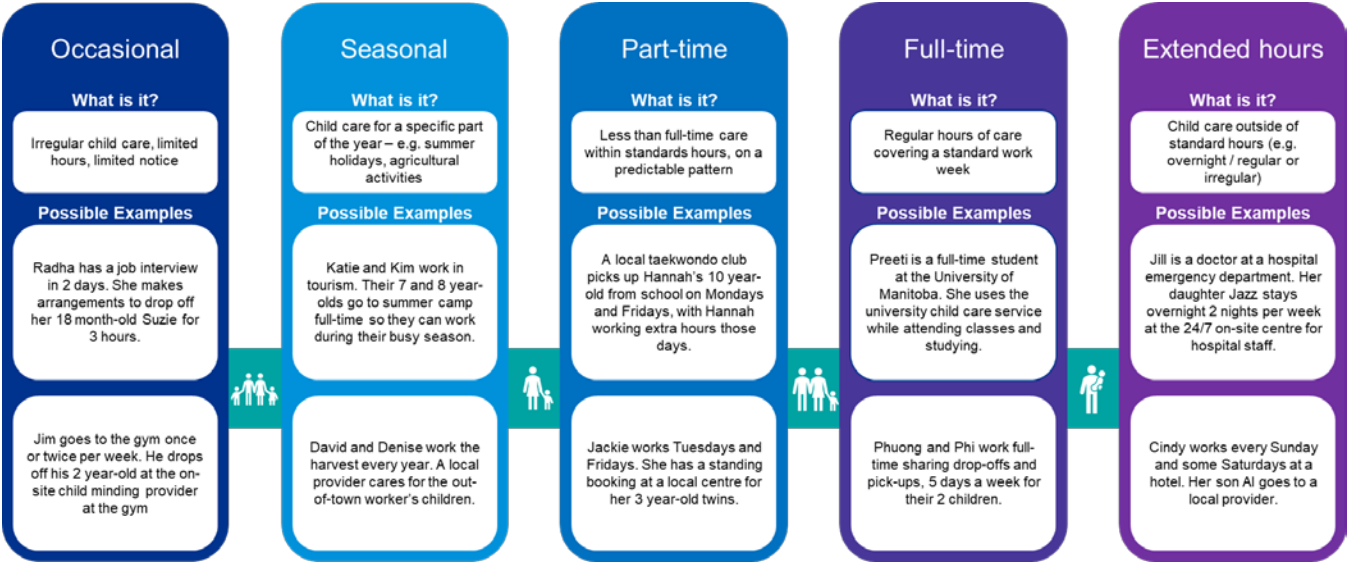 Occasional
What is it?
Irregular child care, limited
hours, limited notice
Possible Examples
Radha has a job interview
in 2 days. She makes
arrangements to drop off
her 18 month-old Suzie for
3 hours.
Jim goes to the gym once
or twice per week. He drops
off his 2 year-old at the on-
site child minding provider
at the gym
Seasonal
What is it?
Child care for a specific part
of the year – e.g. summer
holidays, agricultural
activities
Possible Examples
Katie and Kim work in
tourism. Their 7 and 8 year-
olds go to summer camp
full-time so they can work
during their busy season.
David and Denise work the
harvest every year. A local
provider cares for the out-
of-town worker's children.
Part-time
What is it?
Less than full-time care
within standards hours, on a
predictable pattern
Possible Examples
A local taekwondo club
picks up Hannah's 10 year-
old from school on Mondays
and Fridays, with Hannah
working extra hours those
days.
Jackie works Tuesdays and
Fridays. She has a standing
booking at a local centre for
her 3 year-old twins.
Full-time
What is it?
Regular hours of care
covering a standard work
week
Possible Examples
Preeti is a full-time student
at the University of
Manitoba. She uses the
university child care service
while attending classes and
studying.
Phuong and Phi work full-
time sharing drop-offs and
pick-ups, 5 days a week for
their 2 children.
Extended hours
What is it?
Child care outside of
standard hours (e.g.
overnight / regular or
irregular)
Possible Examples
Jill is a doctor at a hospital
emergency department. Her
daughter Jazz stays
overnight 2 nights per week
at the 24/7 on-site centre for
hospital staff.
Cindy works every Sunday
and some Saturdays at a
hotel. Her son Al goes to a
local provider.